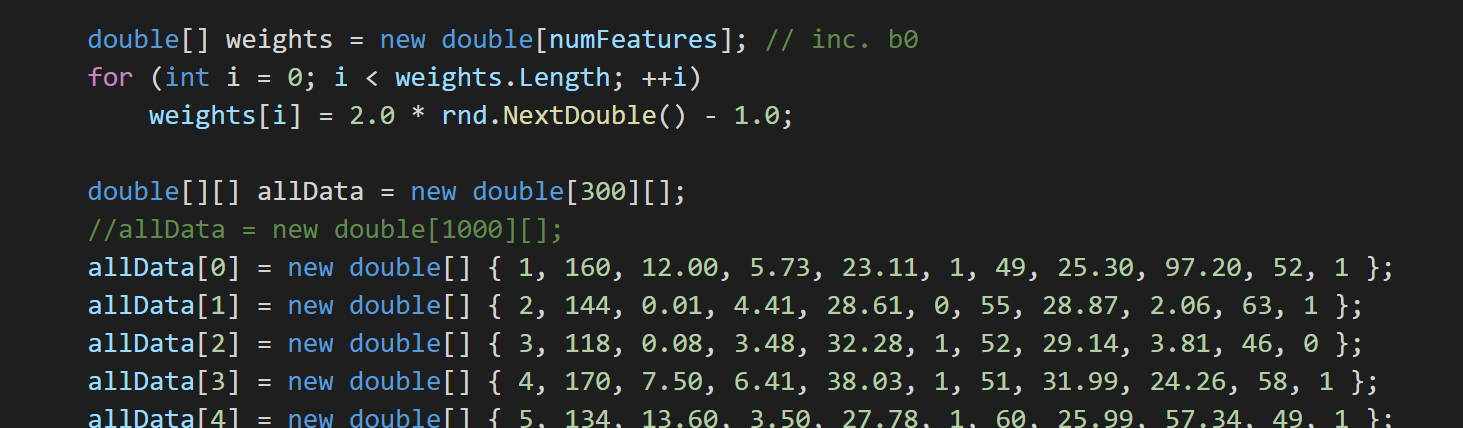 double[] weights = new double[numFeatures]; // inc. b0
for (int i = 0; i < weights.Length; ++i)
weights[i] = 2.0 * rnd.NextDouble() - 1.0;
double[][] allData = new double[300][];
//allData = new double[1000][];
allData[0] = new double[] { 1, 160, 12.00, 5.73, 23.11, 1, 49, 25.30, 97.20, 52, 1 };
allData[1] = new double[] { 2, 144, 0.01, 4.41, 28.61, 0, 55, 28.87, 2.06, 63, 1 };
allData[2] = new double[] { 3, 118, 0.08, 3.48, 32.28, 1, 52, 29.14, 3.81, 46, 0 };
allData[3] = new double[] { 4, 170, 7.50, 6.41, 38.03, 1, 51, 31.99, 24.26, 58, 1 };
allData[4] = new double[] { 5, 134, 13.60, 3.50, 27.78, 1, 60, 25.99, 57.34, 49, 1 };